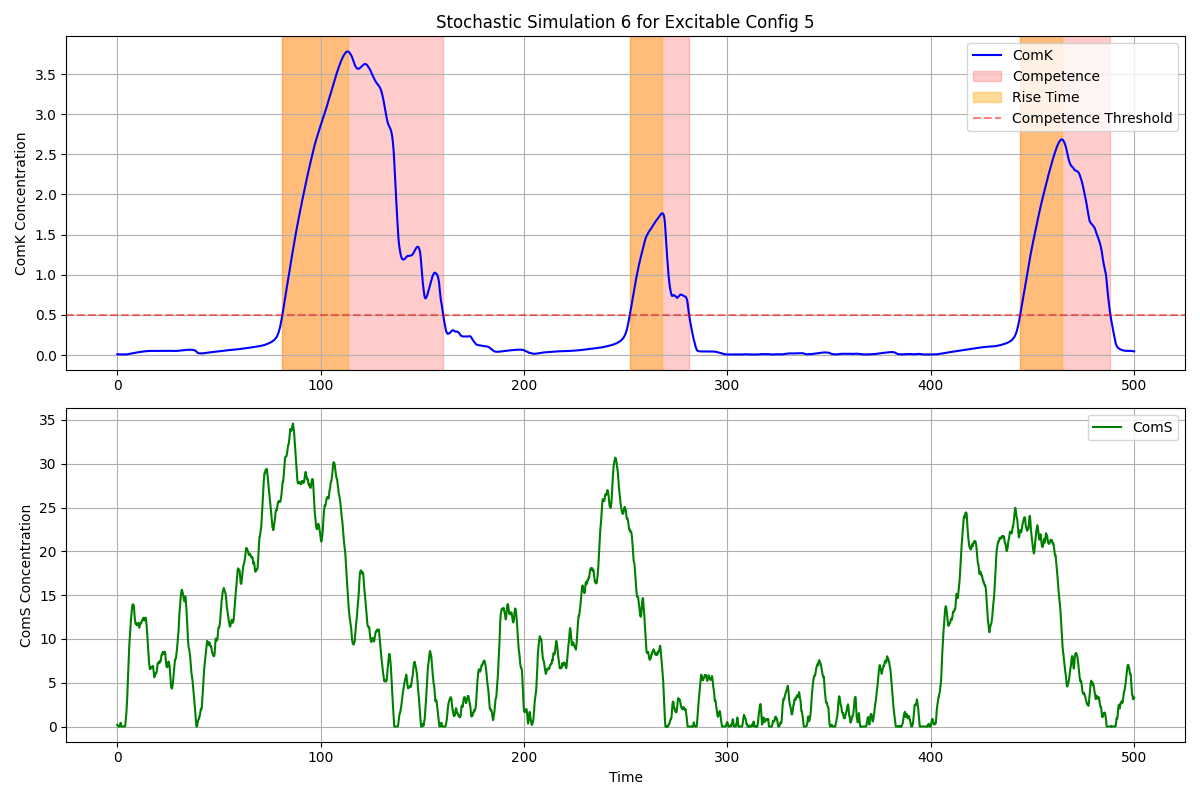 Stochastic Simulation 6 for Excitable Config 5
ComK Concentration
3.5
3.0
2.5
2.0
1.5
1.0
0.5
0.0
ComK
Competence
Rise Time
Competence Threshold
0 100 200 300 400 500
ComS Concentration
35
30
25
20
15
10
5
0
ComS
0 100 200 300 400 500
Time